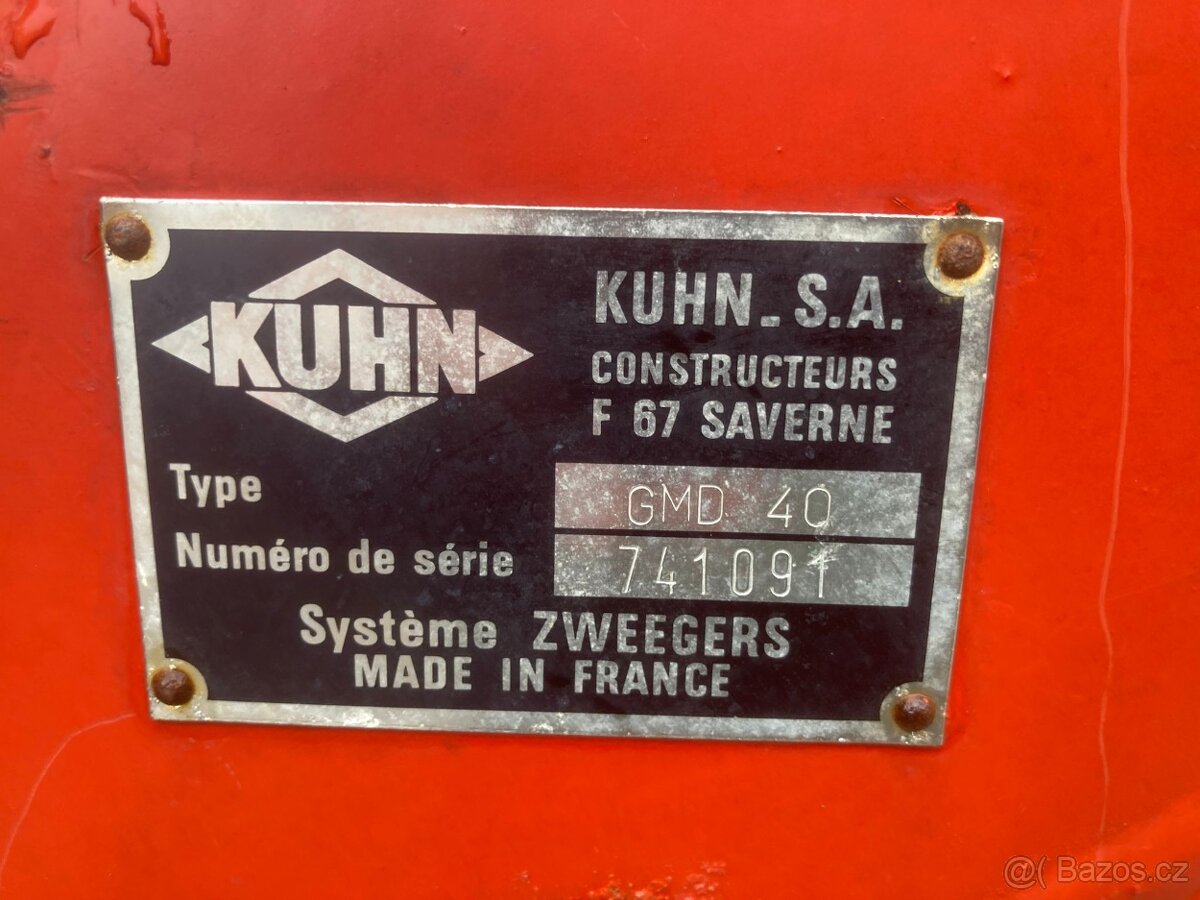 KUHN
KUHN-S.A.
CONSTRUCTEURS
F 67 SAVERNE
Type GMD 40
Numéro de série 741091
Système ZWEEGERS
MADE IN FRANCE
@( Bazos.cz